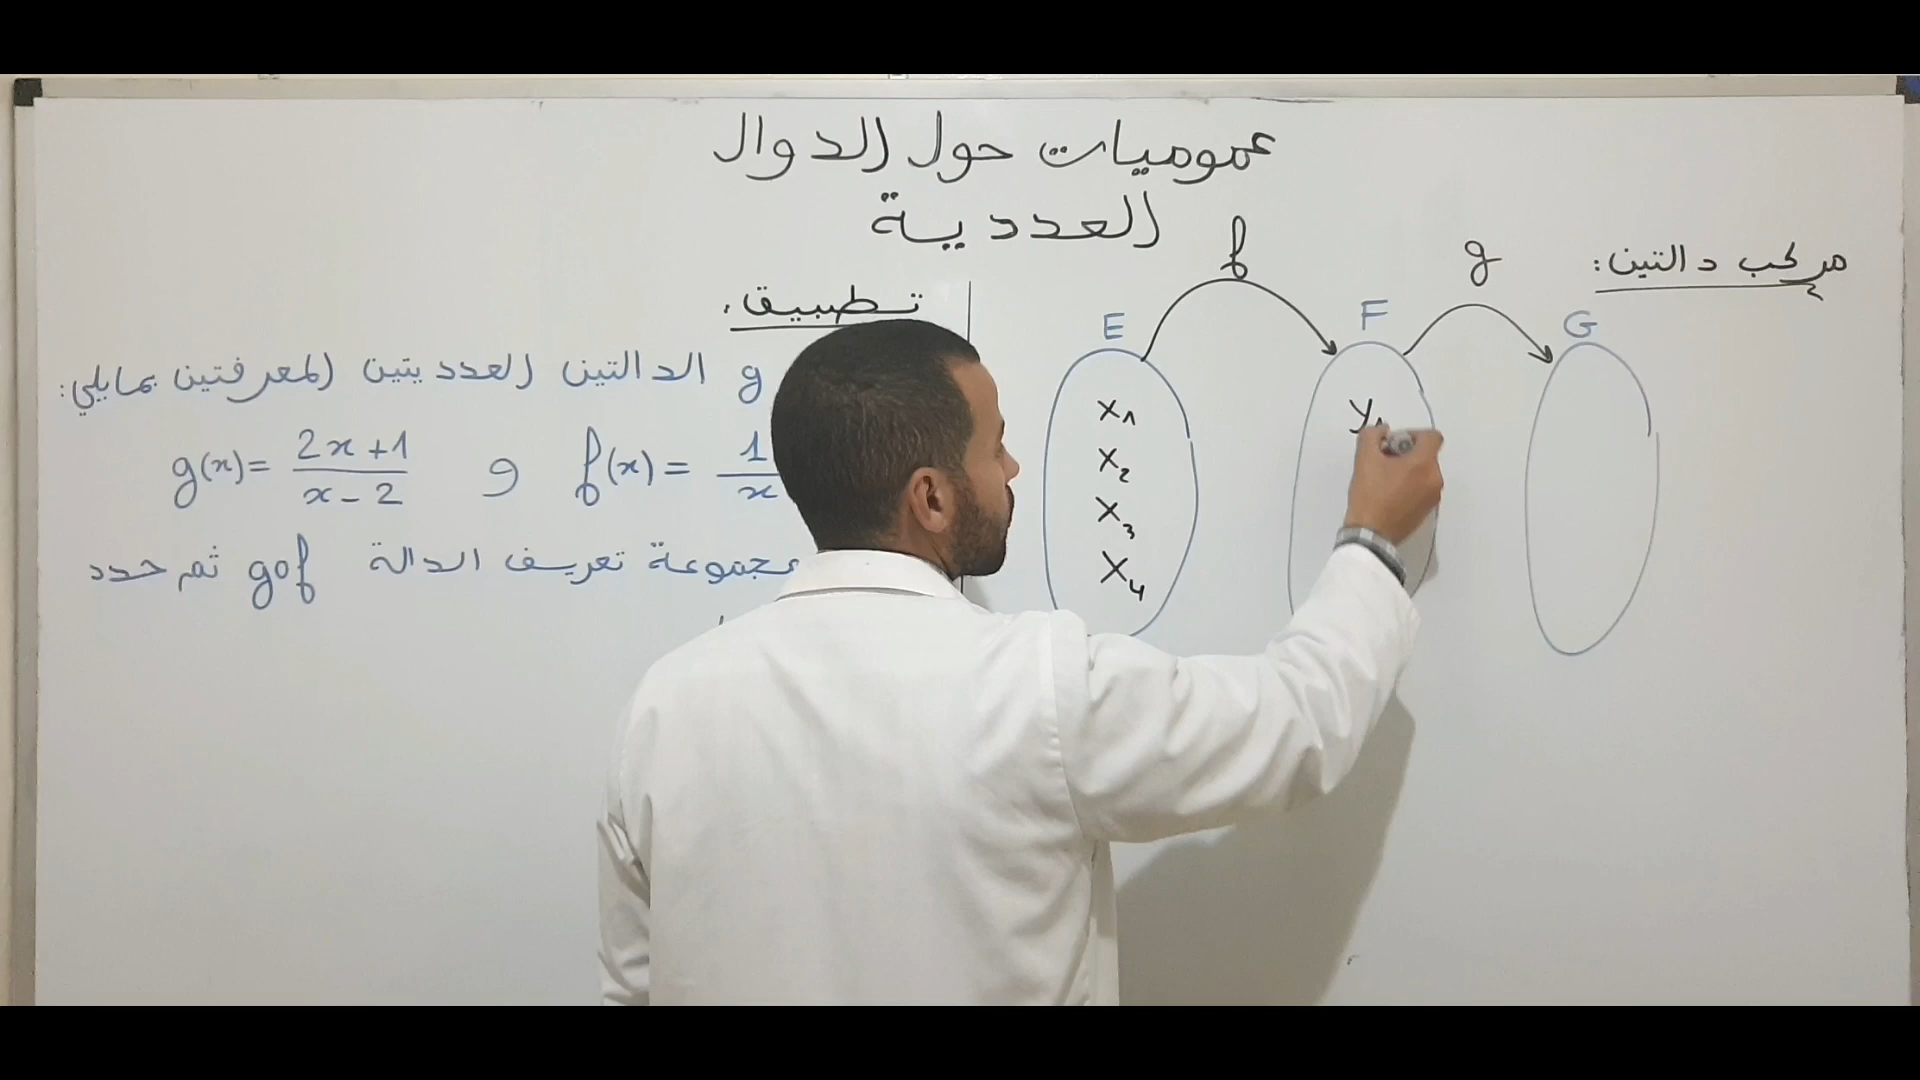 عموميات حول الدوال
العددية
مركب دالتين:
f g
E F G
x₁ y₁
x₂
x₃
x₄
تطبيق:
g الدالتين العدديتين المعرفتين بمايلي:
f(x) = 1/x و g(x) = (2x+1)/(x-2)
مجموعة تعريف الدالة gof ثم حدد